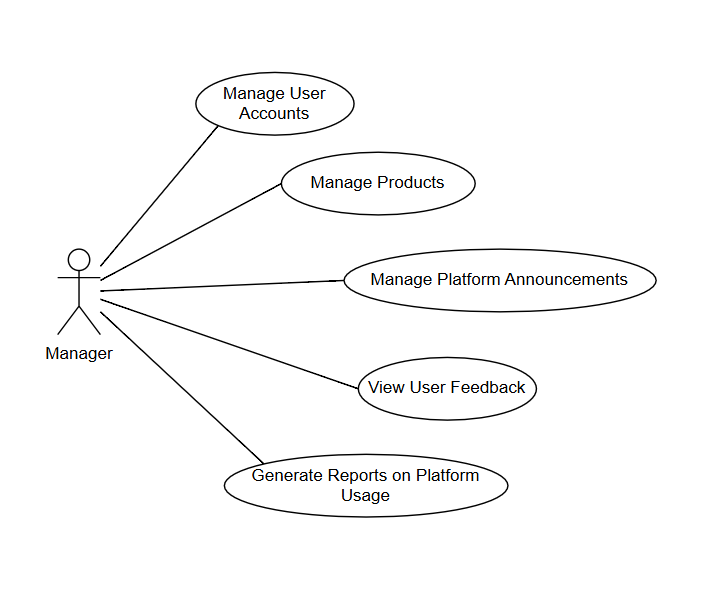 Manage User
Accounts
Manage Products
Manage Platform Announcements
Manager
View User Feedback
Generate Reports on Platform
Usage